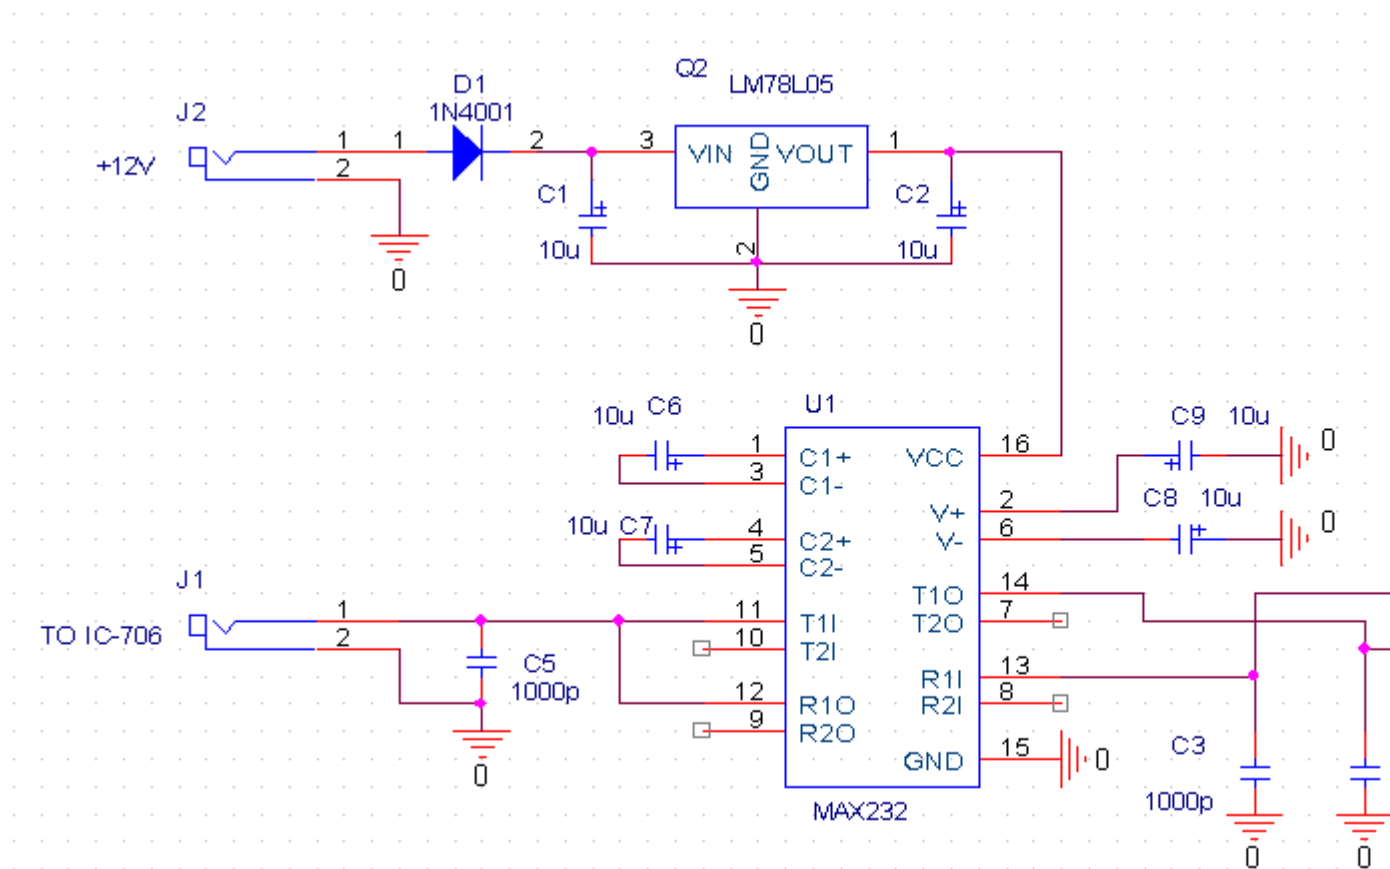 Q2
LM78L05
D1
1N4001
J2
+12V
1
2
1
2
3
VIN
GND
VOUT
1
2
C1
10u
C2
10u
0
0
U1
10u
C6
10u
C7
1
3
4
5
11
10
12
9
C1+
C1-
C2+
C2-
T1I
T2I
R1O
R2O
VCC
V+
V-
T1O
T2O
R1I
R2I
GND
16
2
6
14
7
13
8
15
MAX232
C9
10u
0
C8
10u
0
0
J1
TO IC-706
1
2
C5
1000p
0
C3
1000p
0
0